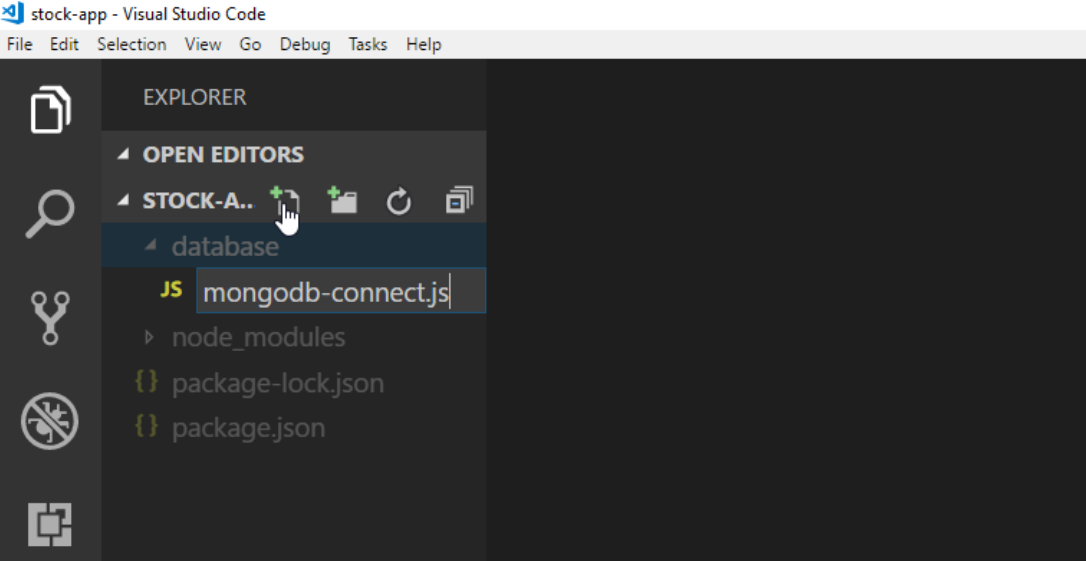 stock-app - Visual Studio Code
File Edit Selection View Go Debug Tasks Help
EXPLORER
OPEN EDITORS
STOCK-A..
database
JS mongodb-connect.js
node_modules
{} package-lock.json
{} package.json